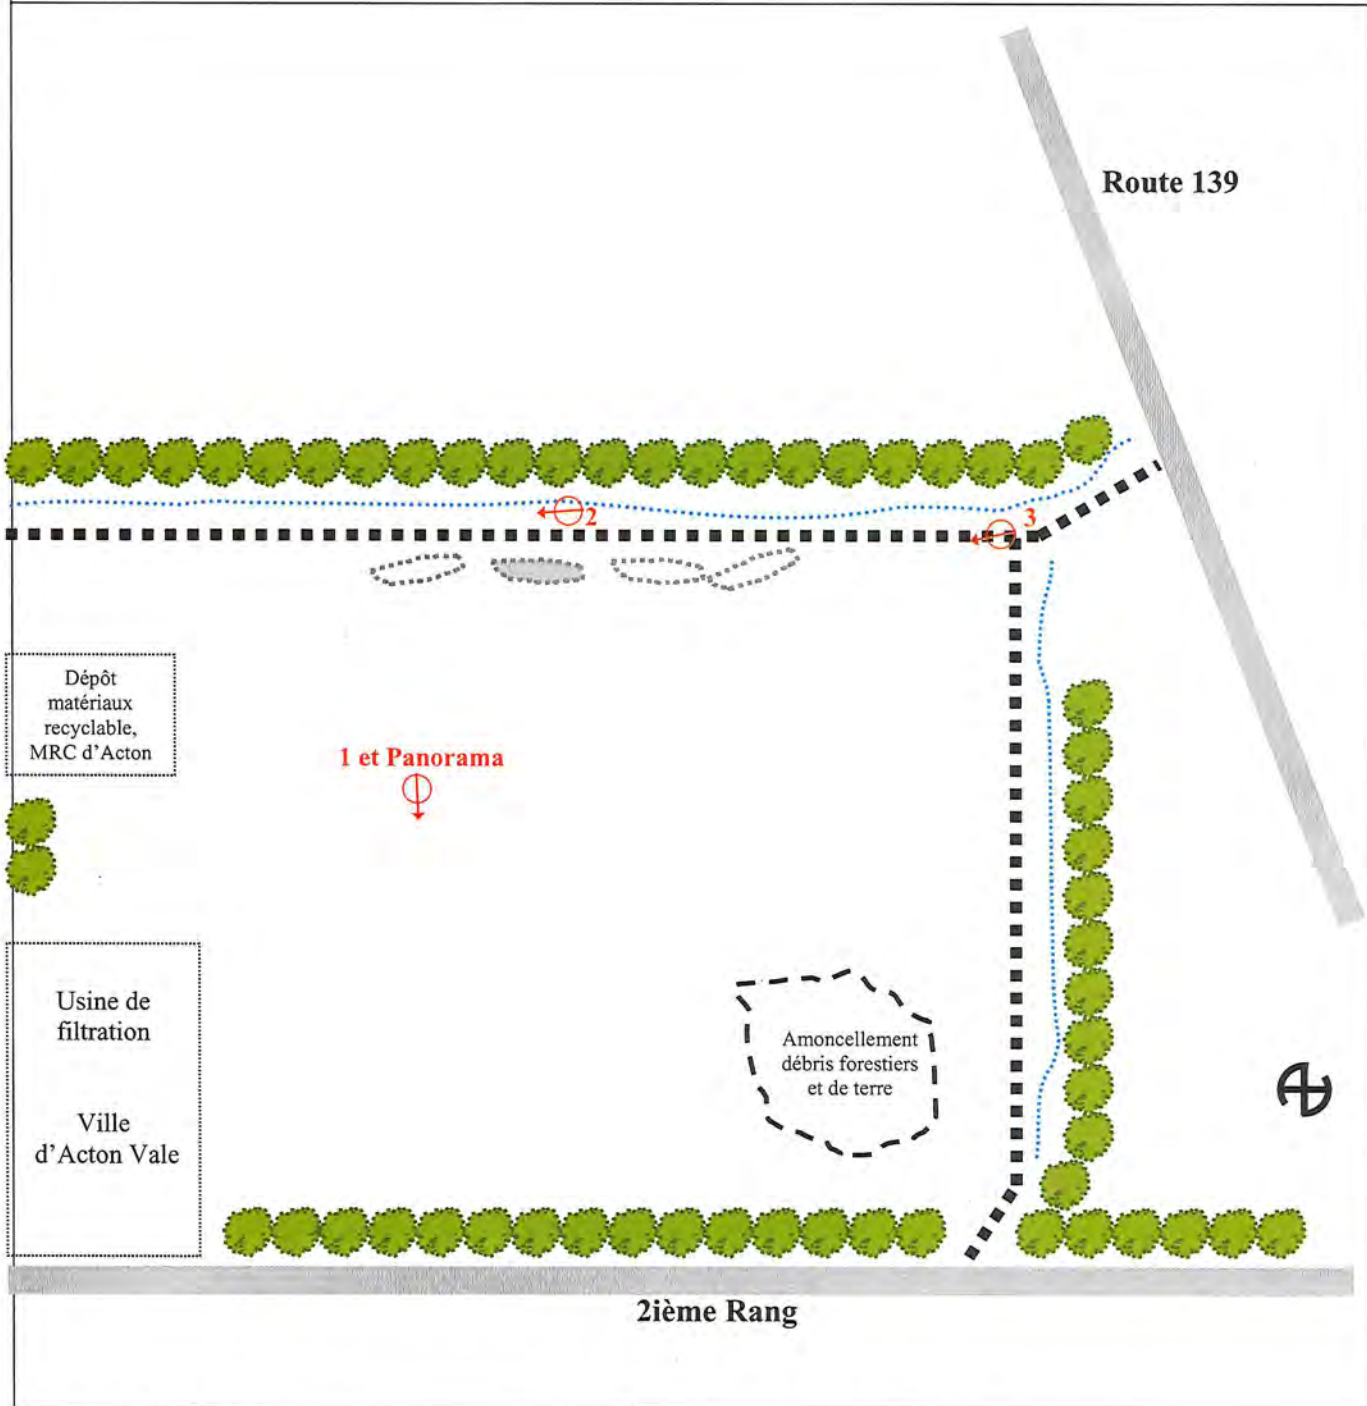 Route 139
2
3
Dépôt
matériaux
recyclable,
MRC d'Acton
1 et Panorama
Usine de
filtration
Ville
d'Acton Vale
Amoncellement
débris forestiers
et de terre
2ième Rang